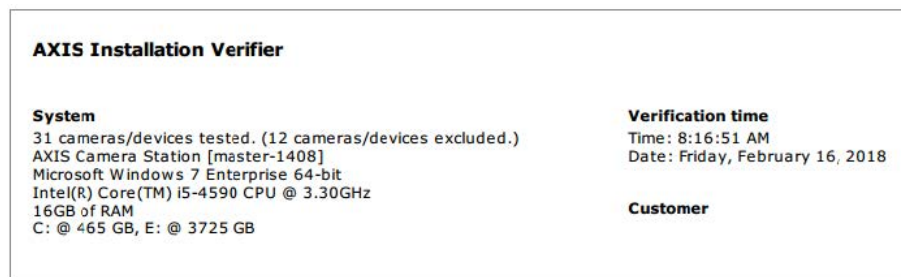 AXIS Installation Verifier
System
31 cameras/devices tested. (12 cameras/devices excluded.)
AXIS Camera Station [master-1408]
Microsoft Windows 7 Enterprise 64-bit
Intel(R) Core(TM) i5-4590 CPU @ 3.30GHz
16GB of RAM
C: @ 465 GB, E: @ 3725 GB
Verification time
Time: 8:16:51 AM
Date: Friday, February 16, 2018
Customer